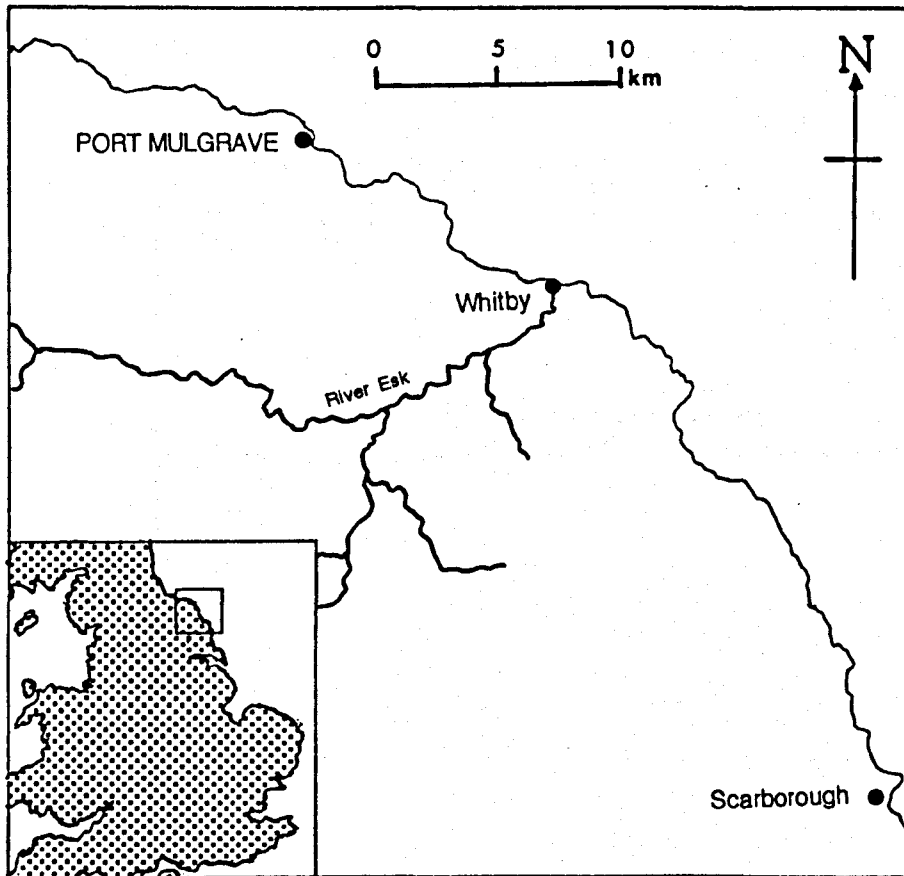 0 5 10
km
N
PORT MULGRAVE
Whitby
River Esk
Scarborough